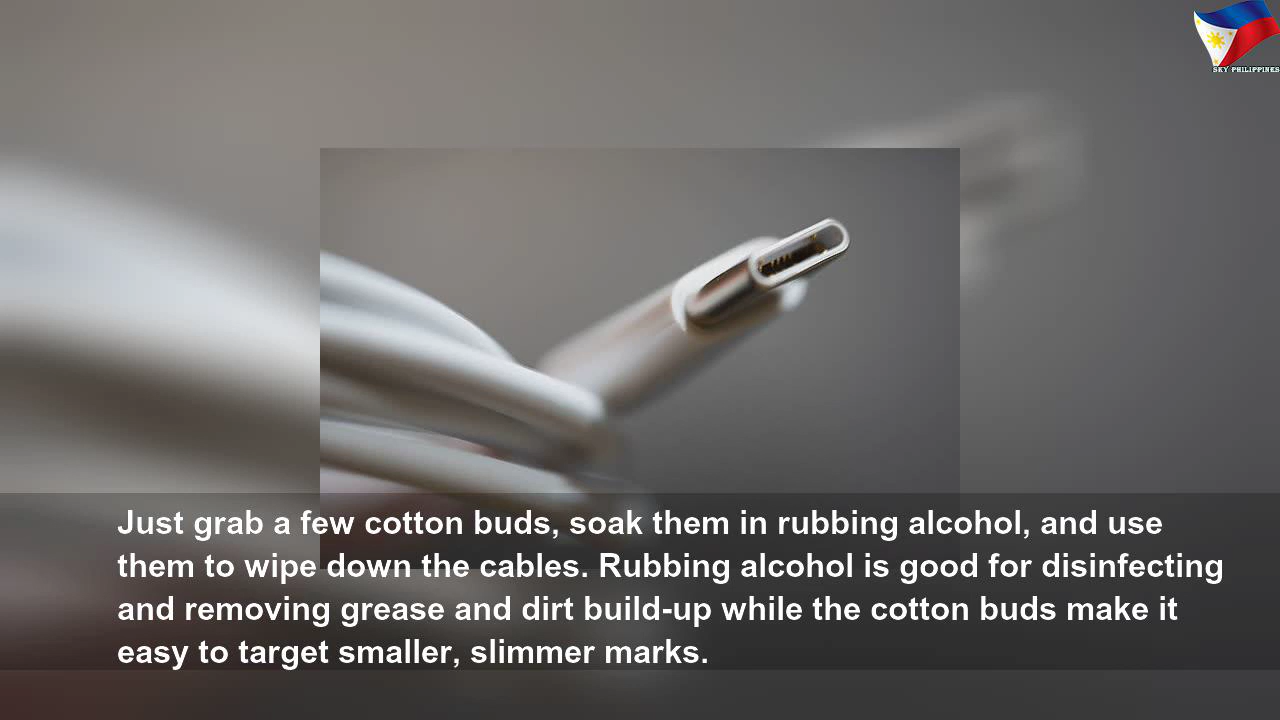 SKY PHILIPPINES
Just grab a few cotton buds, soak them in rubbing alcohol, and use
them to wipe down the cables. Rubbing alcohol is good for disinfecting
and removing grease and dirt build-up while the cotton buds make it
easy to target smaller, slimmer marks.